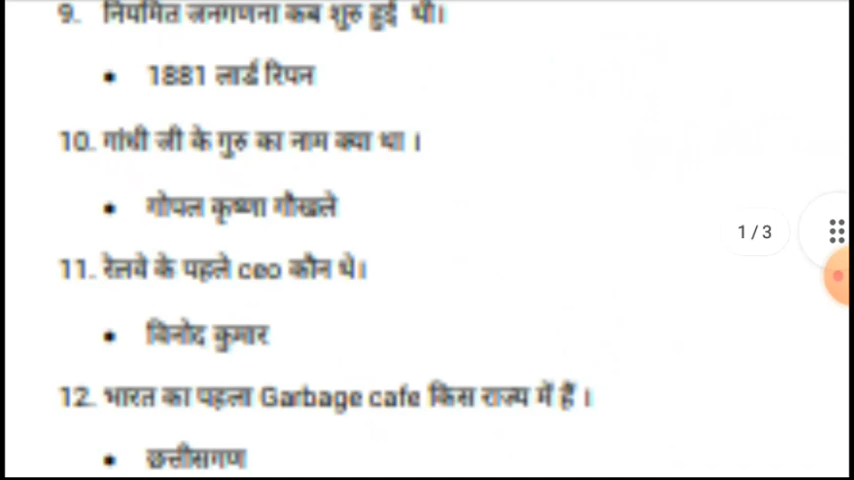 9. नियमित जनगणना कब शुरु हुई थी।
• 1881 लार्ड रिपन
10. गांधी जी के गुरु का नाम क्या था ।
• गोपल कृष्णा गौखले
1 / 3
11. रेलवे के पहले ceo कौन थे।
• विनोद कुमार
12. भारत का पहला Garbage cafe किस राज्य में हैं ।
• छत्तीसगण